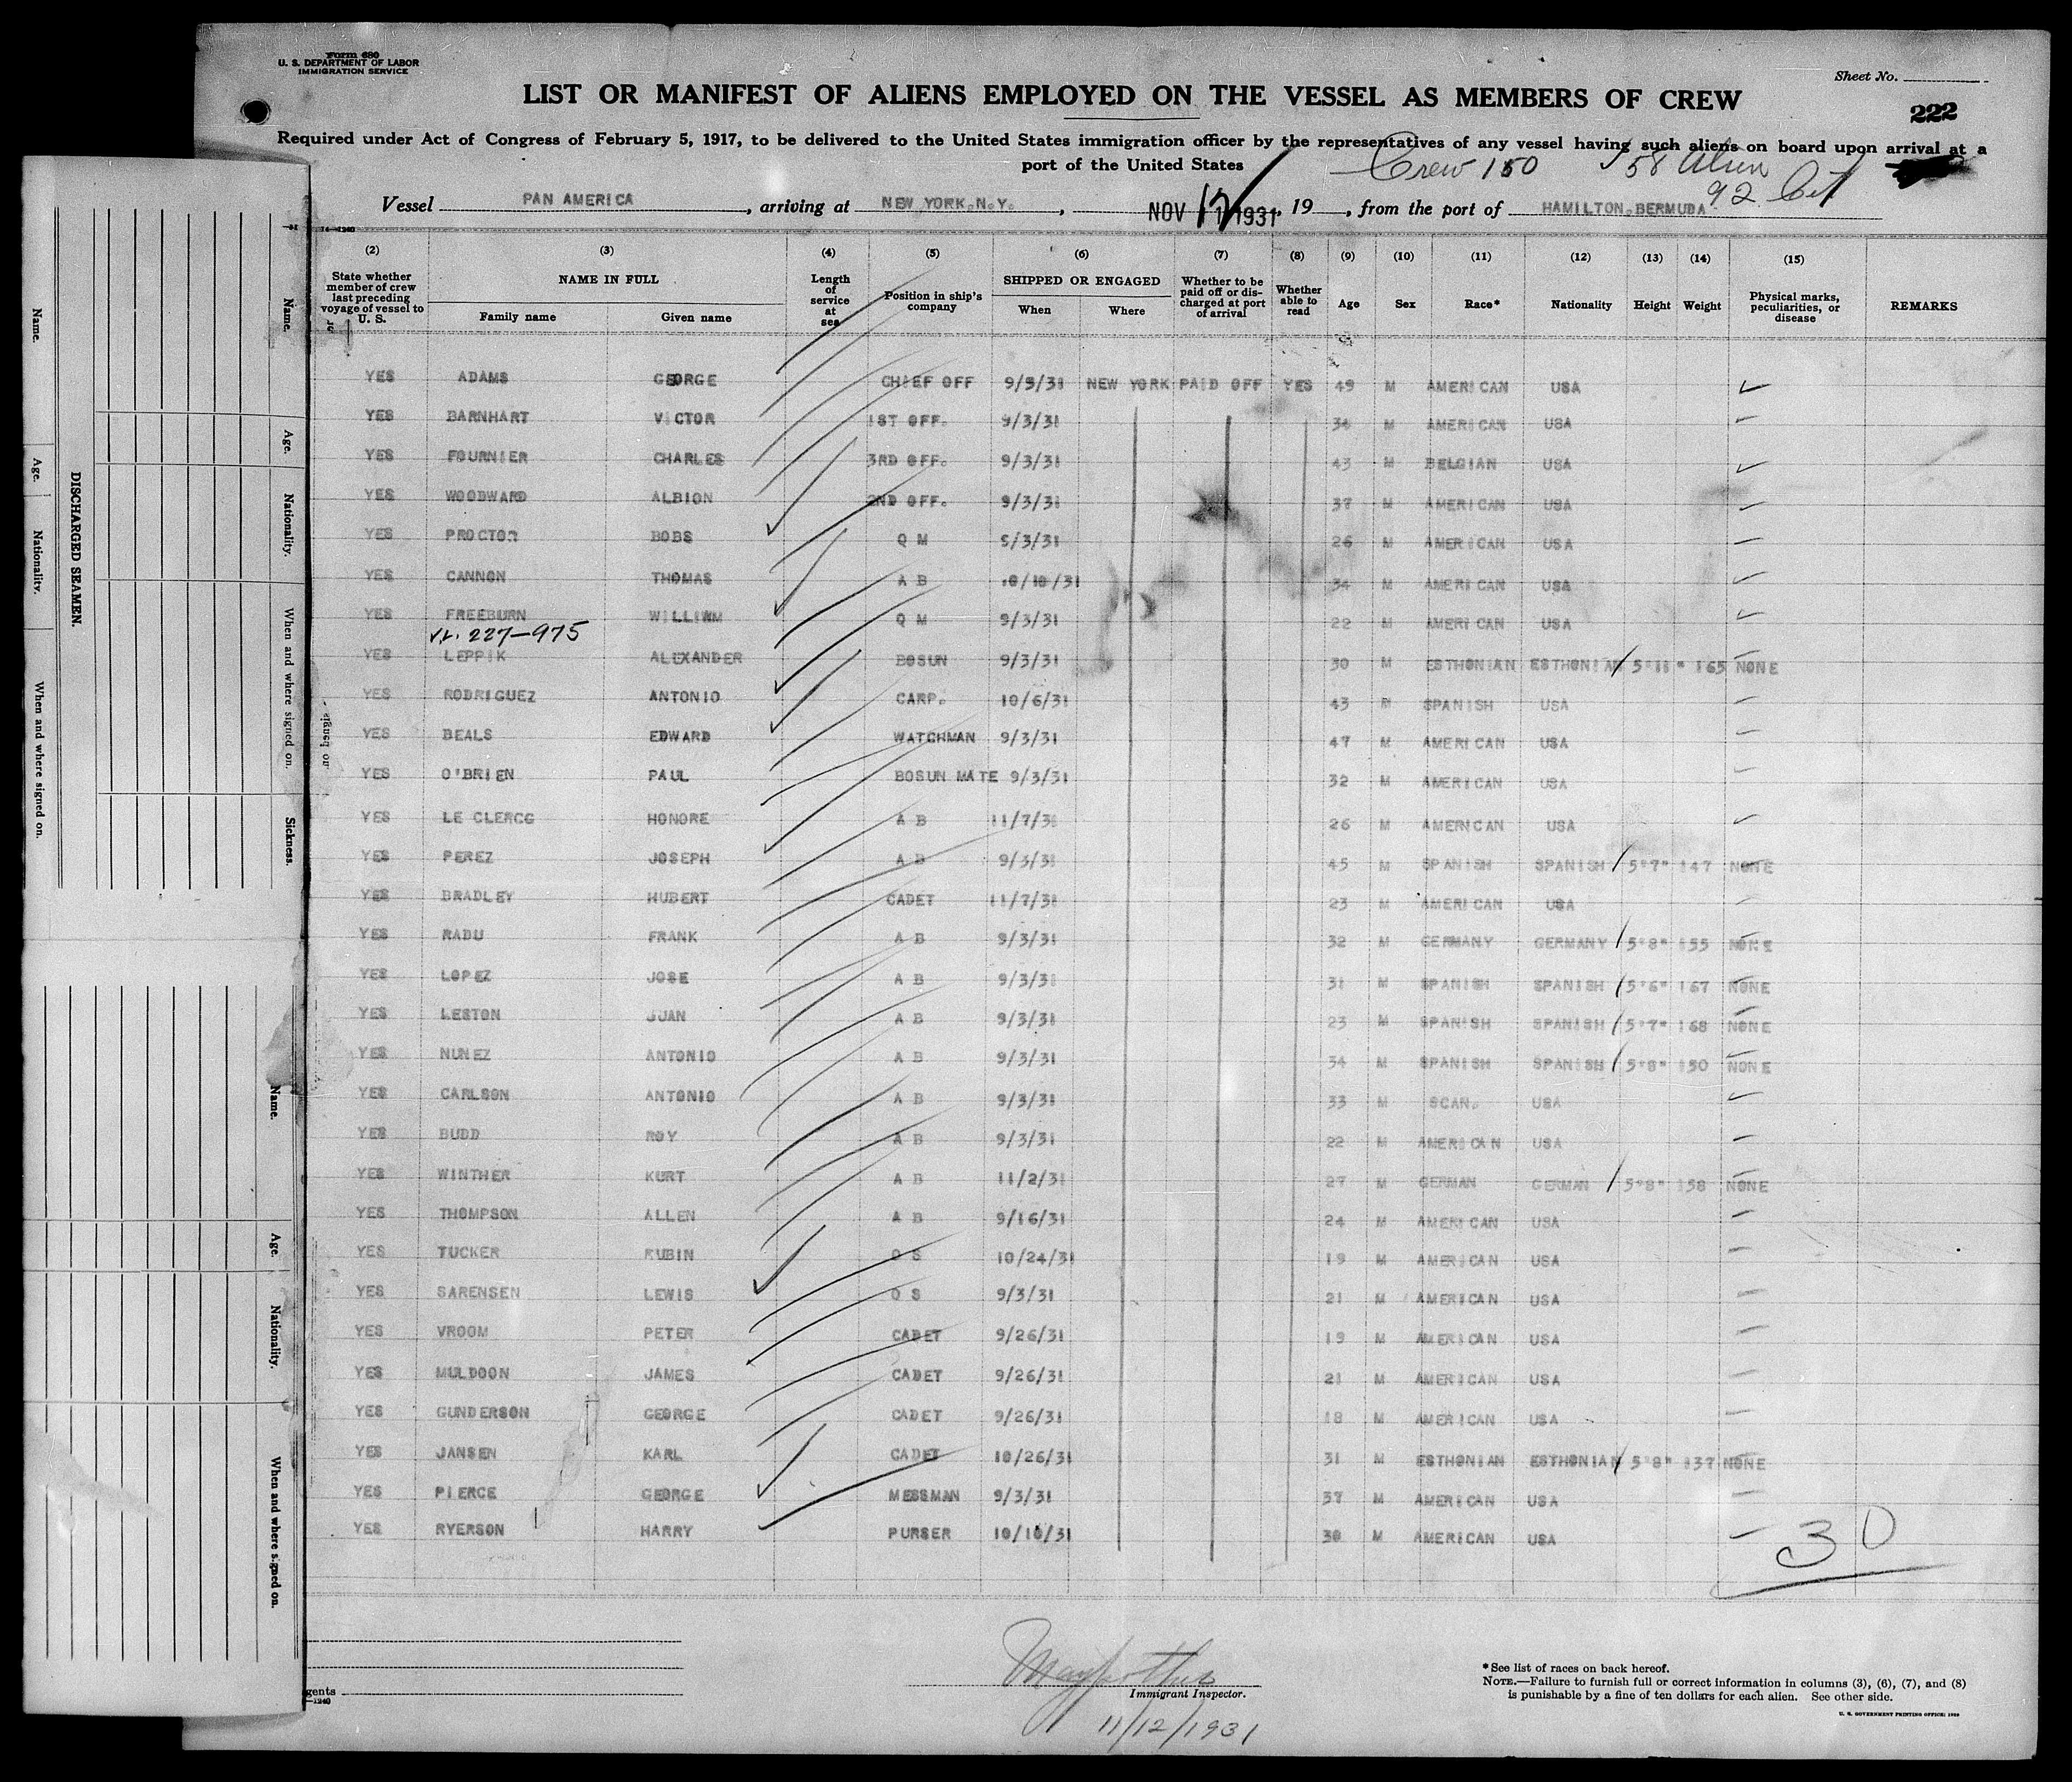 Form 680
U. S. DEPARTMENT OF LABOR
IMMIGRATION SERVICE
Sheet No.
LIST OR MANIFEST OF ALIENS EMPLOYED ON THE VESSEL AS MEMBERS OF CREW
222
Required under Act of Congress of February 5, 1917, to be delivered to the United States immigration officer by the representatives of any vessel having such aliens on board upon arrival at a
port of the United States
Crew 150 58 Alien
92 Cit
Vessel PAN AMERICA, arriving at NEW YORK.N.Y., NOV 12 1931, 19, from the port of HAMILTON.BERMUDA
(2) (3) (4) (5) (6) (7) (8) (9) (10) (11) (12) (13) (14) (15)
State whether member of crew last preceding voyage of vessel to U. S. NAME IN FULL Family name Given name Length of service at sea Position in ship's company SHIPPED OR ENGAGED When Where Whether to be paid off or discharged at port of arrival Whether able to read Age Sex Race* Nationality Height Weight Physical marks, peculiarities, or disease REMARKS
YES ADAMS GEORGE CHIEF OFF 9/3/31 NEW YORK PAID OFF YES 49 M AMERICAN USA
YES BARNHART VICTOR 1ST OFF. 9/3/31 34 M AMERICAN USA
YES FOURNIER CHARLES 3RD OFF. 9/3/31 43 M BELGIAN USA
YES WOODWARD ALBION 2ND OFF. 9/3/31 37 M AMERICAN USA
YES PROCTOR BOBS Q M 9/3/31 26 M AMERICAN USA
YES CANNON THOMAS A B 10/10/31 34 M AMERICAN USA
YES FREEBURN WILLIWM Q M 9/3/31 22 M AMERICAN USA
227-975
YES LEPPIK ALEXANDER BOSUN 9/3/31 30 M ESTHONIAN ESTHONIAN 5"11" 165 NONE
YES RODRIGUEZ ANTONIO CARP. 10/6/31 43 M SPANISH USA
YES BEALS EDWARD WATCHMAN 9/3/31 47 M AMERICAN USA
YES O'BRIEN PAUL BOSUN MATE 9/3/31 32 M AMERICAN USA
YES LE CLERCG HONORE A B 11/7/31 26 M AMERICAN USA
YES PEREZ JOSEPH A B 9/3/31 45 M SPANISH SPANISH 5"7" 147 NONE
YES BRADLEY HUBERT CADET 11/7/31 23 M AMERICAN USA
YES RADU FRANK A B 9/3/31 32 M GERMANY GERMANY 5"8" 155 NONE
YES LOPEZ JOSE A B 9/3/31 31 M SPANISH SPANISH 5"6" 167 NONE
YES LESTON JUAN A B 9/3/31 23 M SPANISH SPANISH 5"7" 168 NONE
YES NUNEZ ANTONIO A B 9/3/31 34 M SPANISH SPANISH 5"8" 150 NONE
YES CARLSON ANTONIO A B 9/3/31 33 M SCAN. USA
YES BUDD ROY A B 9/3/31 22 M AMERICAN USA
YES WINTHER KURT A B 11/2/31 27 M GERMAN GERMAN 5"8" 158 NONE
YES THOMPSON ALLEN A B 9/16/31 24 M AMERICAN USA
YES TUCKER RUBIN O S 10/24/31 19 M AMERICAN USA
YES SARENSEN LEWIS O S 9/3/31 21 M AMERICAN USA
YES VROOM PETER CADET 9/26/31 19 M AMERICAN USA
YES MULDOON JAMES CADET 9/26/31 21 M AMERICAN USA
YES GUNDERSON GEORGE CADET 9/26/31 18 M AMERICAN USA
YES JANSEN KARL CADET 10/26/31 31 M ESTHONIAN ESTHONIAN 5"8" 137 NONE
YES PIERCE GEORGE MESSMAN 9/3/31 37 M AMERICAN USA
YES RYERSON HARRY PURSER 10/10/31 30 M AMERICAN USA
30
Immigrant Inspector.
11/12/1931
*See list of races on back hereof.
NOTE.—Failure to furnish full or correct information in columns (3), (6), (7), and (8)
is punishable by a fine of ten dollars for each alien. See other side.
U. S. GOVERNMENT PRINTING OFFICE: 1929
gents
—1240
14—1240
DISCHARGED SEAMEN.
Name.
Age.
Nationality.
When and where signed on.
Name.
Age.
Nationality.
When and where signed on.
Sickness.
Name.
Age.
Nationality.
When and where signed on.